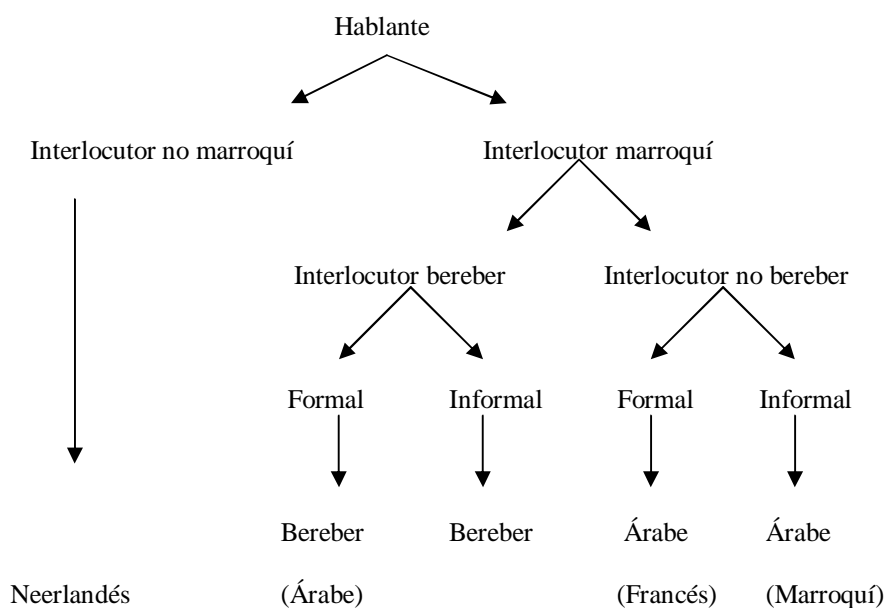 Hablante
Interlocutor no marroquí Interlocutor marroquí
Interlocutor bereber Interlocutor no bereber
Formal Informal Formal Informal
Bereber Bereber Árabe Árabe
Neerlandés (Árabe) (Francés) (Marroquí)